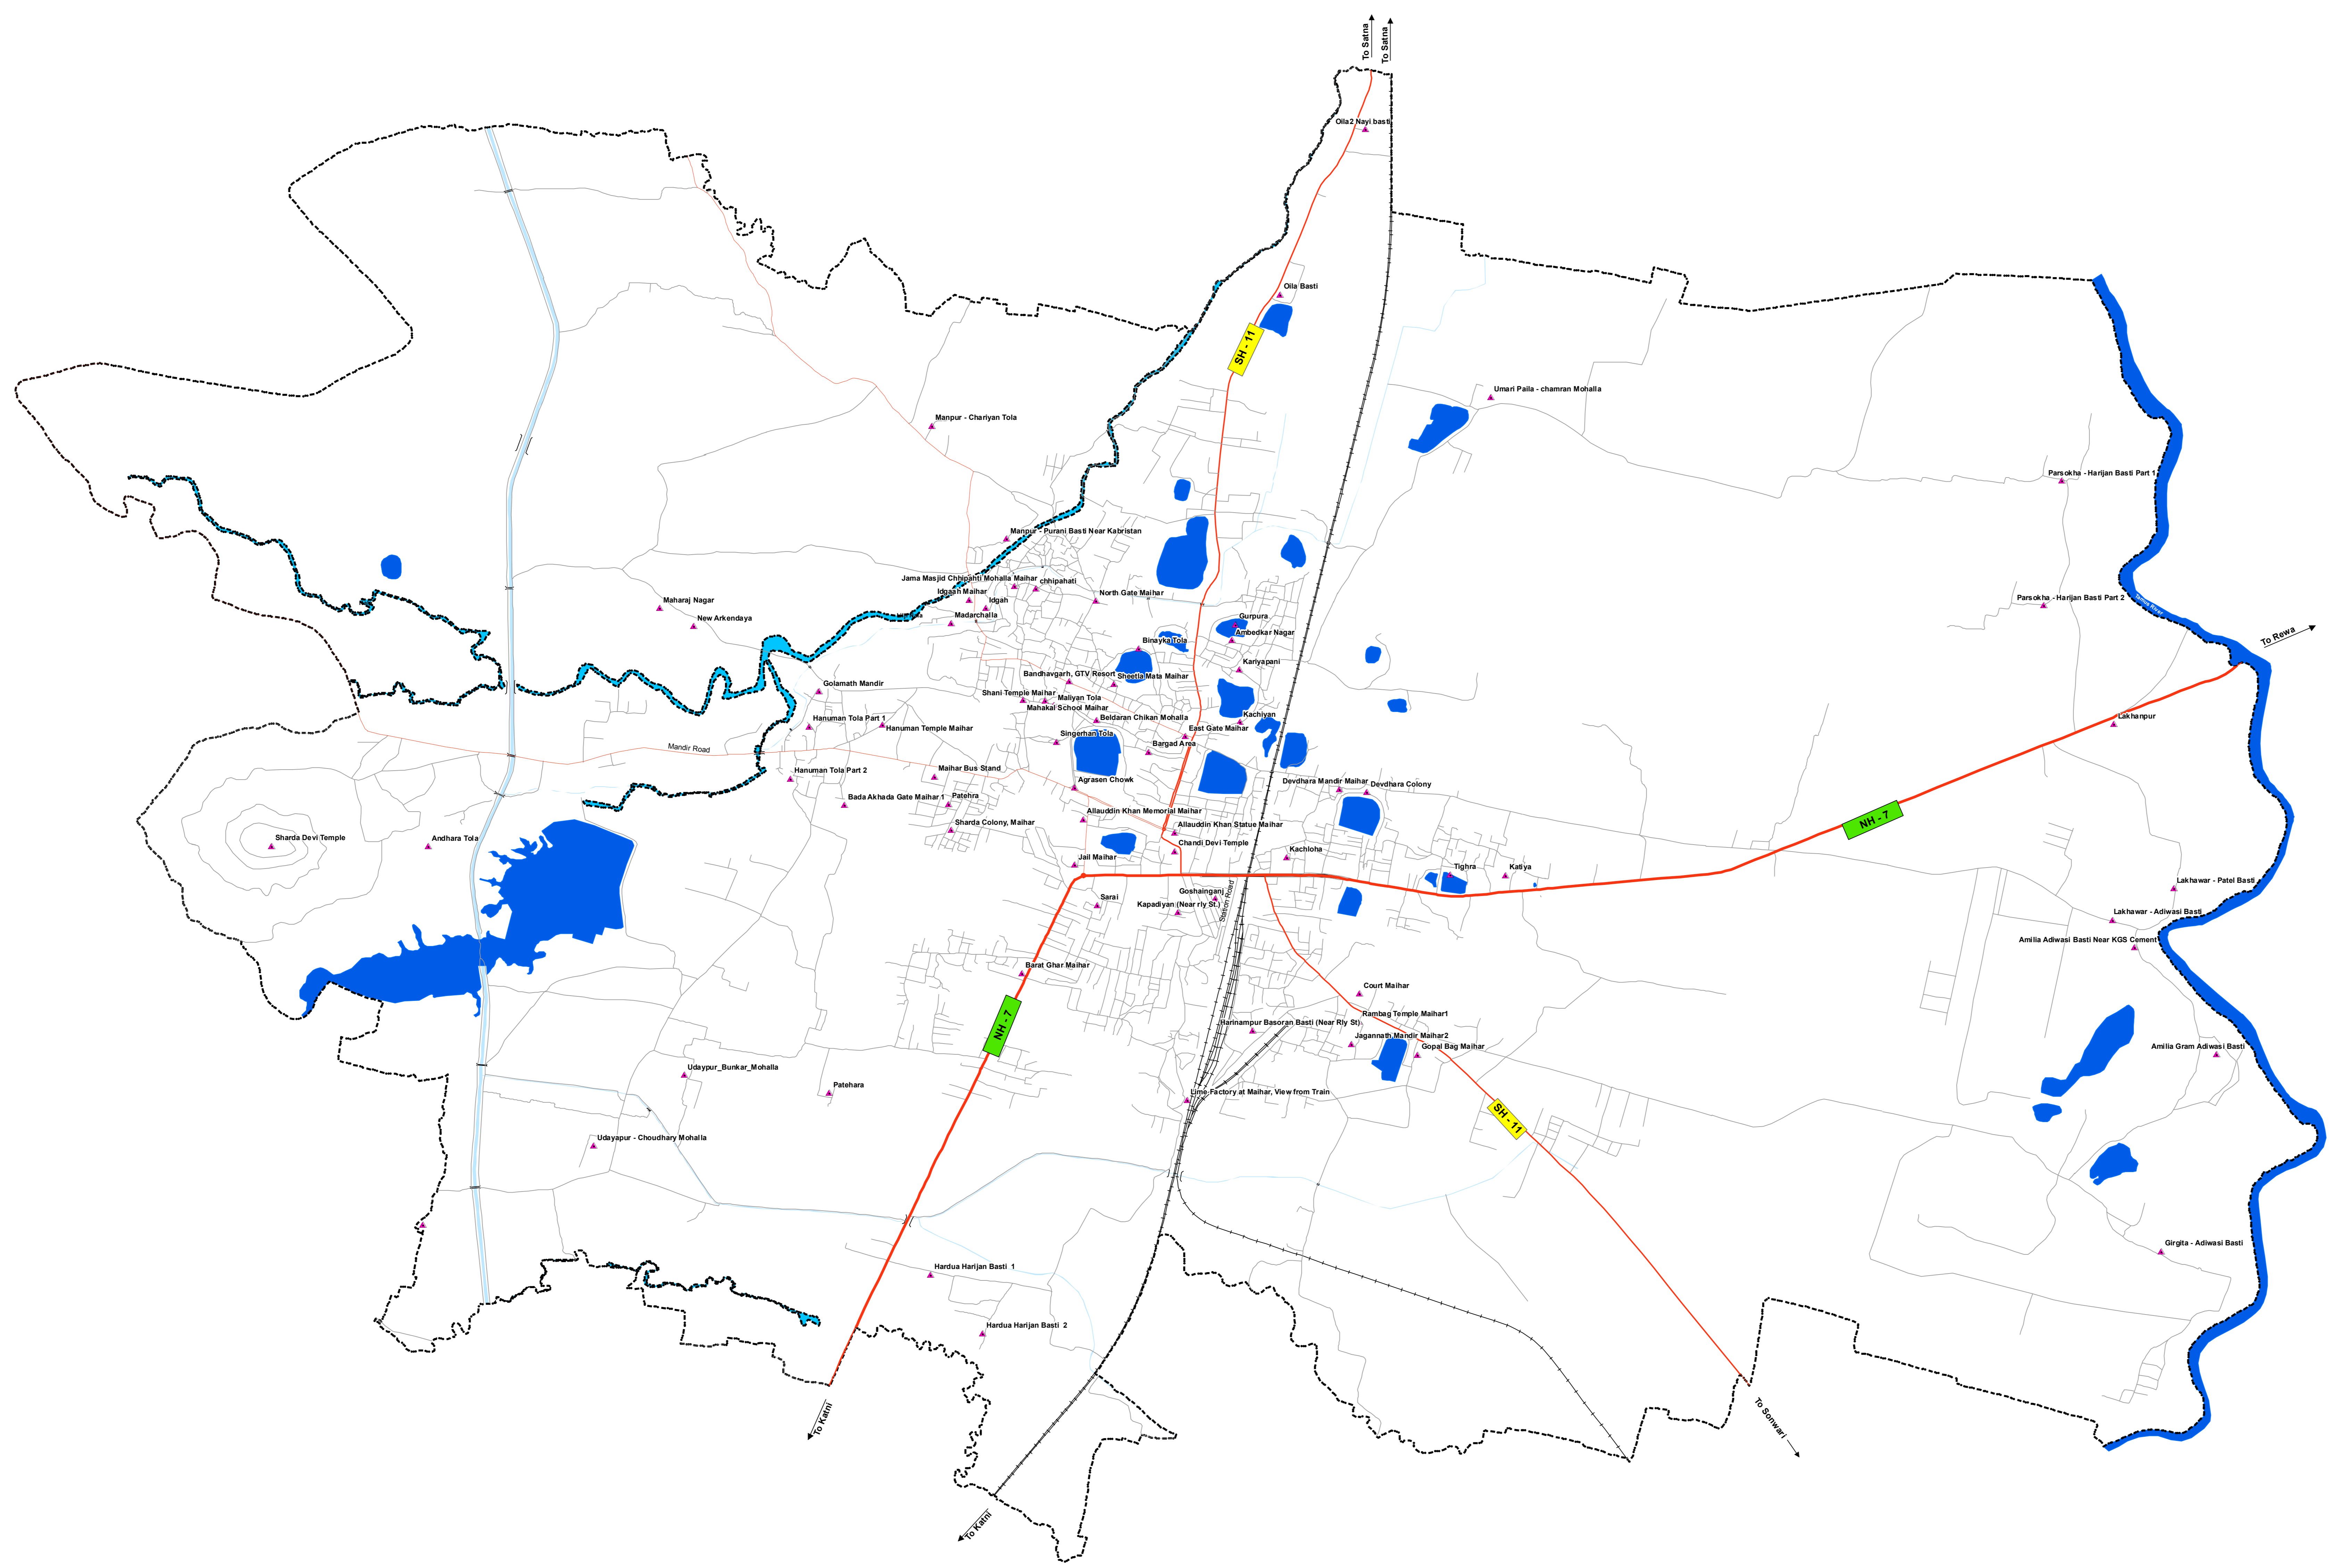 To Satna
To Satna
Oila2 Nayi basti
Oila Basti
SH - 11
Umari Paila - chamran Mohalla
Manpur - Chariyan Tola
Parsokha - Harijan Basti Part 1
Manpur - Purani Basti Near Kabristan
Jama Masjid Chhipahti Mohalla Maihar
chhipahati
Idgaah Maihar
Idgah
North Gate Maihar
Maharaj Nagar
Parsokha - Harijan Basti Part 2
New Arkendaya
Madarchalla
Gurpura
Ambedkar Nagar
Binayka Tola
To Rewa
Kariyapani
Bandhavgarh, GTV Resort
Sheetla Mata Maihar
Golamath Mandir
Shani Temple Maihar
Maliyan Tola
Mahakal School Maihar
Hanuman Tola Part 1
Hanuman Temple Maihar
Beldaran Chikan Mohalla
Kachiyan
East Gate Maihar
Lakhanpur
Singerhan Tola
Bargad Area
Mandir Road
Hanuman Tola Part 2
Maihar Bus Stand
Agrasen Chowk
Devdhara Mandir Maihar
Devdhara Colony
Bada Akhada Gate Maihar 1
Patehra
Allauddin Khan Memorial Maihar
NH - 7
Sharda Colony, Maihar
Allauddin Khan Statue Maihar
Sharda Devi Temple
Andhara Tola
Chandi Devi Temple
Jail Maihar
Kachloha
Tighra
Katiya
Lakhawar - Patel Basti
Goshainganj
Station Road
Sarai
Kapadiyan (Near rly St.)
Lakhawar - Adiwasi Basti
Amilia Adiwasi Basti Near KGS Cement
Barat Ghar Maihar
Court Maihar
NH - 7
Rambag Temple Maihar1
Harinampur Basoran Basti (Near Rly St)
Jagannath Mandir Maihar2
Gopal Bag Maihar
Amilia Gram Adiwasi Basti
Udaypur_Bunkar_Mohalla
Patehara
Lime Factory at Maihar, View from Train
SH - 11
Udayapur - Choudhary Mohalla
Girgita - Adiwasi Basti
Hardua Harijan Basti 1
Hardua Harijan Basti 2
To Katni
To Sonwari
To Katni